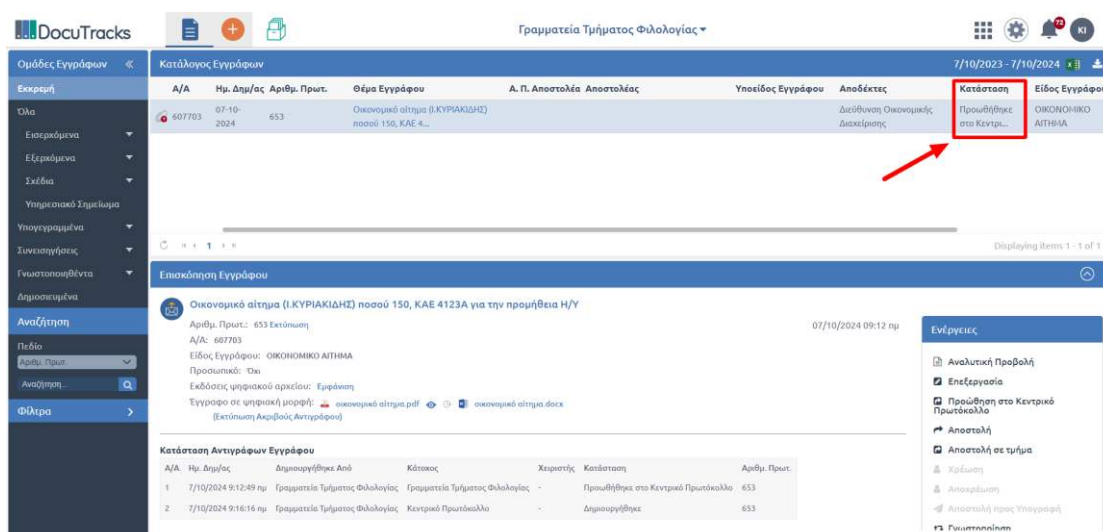 DocuTracks
Γραμματεία Τμήματος Φιλολογίας
72
KI
Ομάδες Εγγράφων
Κατάλογος Εγγράφων
7/10/2023 - 7/10/2024
Εκκρεμή
Α/Α Ημ. Δημ/ας Αριθμ. Πρωτ. Θέμα Εγγράφου Α. Π. Αποστολέα Αποστολέας Υποείδος Εγγράφου Αποδέκτες Κατάσταση Είδος Εγγράφου
607703 07-10-2024 653 Οικονομικό αίτημα (Ι.ΚΥΡΙΑΚΙΔΗΣ) ποσού 150, ΚΑΕ 4... Διεύθυνση Οικονομικής Διαχείρισης Προωθήθηκε στο Κεντρι... ΟΙΚΟΝΟΜΙΚΟ ΑΙΤΗΜΑ
Όλα
Εισερχόμενα
Εξερχόμενα
Σχέδια
Υπηρεσιακό Σημείωμα
Υπογεγραμμένα
Συνεισηγήσεις
Γνωστοποιηθέντα
Δημοσιευμένα
1
Displaying items 1 - 1 of 1
Επισκόπηση Εγγράφου
Οικονομικό αίτημα (Ι.ΚΥΡΙΑΚΙΔΗΣ) ποσού 150, ΚΑΕ 4123Α για την προμήθεια Η/Υ
Αναζήτηση
Πεδίο
Αριθμ. Πρωτ.
Αναζήτηση...
Φίλτρα
Αριθμ. Πρωτ.: 653 Εκτύπωση
07/10/2024 09:12 πμ
Α/Α: 607703
Είδος Εγγράφου: ΟΙΚΟΝΟΜΙΚΟ ΑΙΤΗΜΑ
Προσωπικό: Όχι
Εκδόσεις ψηφιακού αρχείου: Εμφάνιση
Έγγραφο σε ψηφιακή μορφή: οικονομικό αίτημα.pdf οικονομικό αίτημα.docx
(Εκτύπωση Ακριβούς Αντιγράφου)
Ενέργειες
Αναλυτική Προβολή
Επεξεργασία
Προώθηση στο Κεντρικό
Πρωτόκολλο
Αποστολή
Αποστολή σε τμήμα
Χρέωση
Αποχρέωση
Αποστολή προς Υπογραφή
Γνωστοποίηση
Κατάσταση Αντιγράφων Εγγράφου
Α/Α Ημ. Δημ/ας Δημιουργήθηκε Από Κάτοχος Χειριστής Κατάσταση Αριθμ. Πρωτ.
1 7/10/2024 9:12:49 πμ Γραμματεία Τμήματος Φιλολογίας Γραμματεία Τμήματος Φιλολογίας - Προωθήθηκε στο Κεντρικό Πρωτόκολλο 653
2 7/10/2024 9:16:16 πμ Γραμματεία Τμήματος Φιλολογίας Κεντρικό Πρωτόκολλο - Δημιουργήθηκε 653